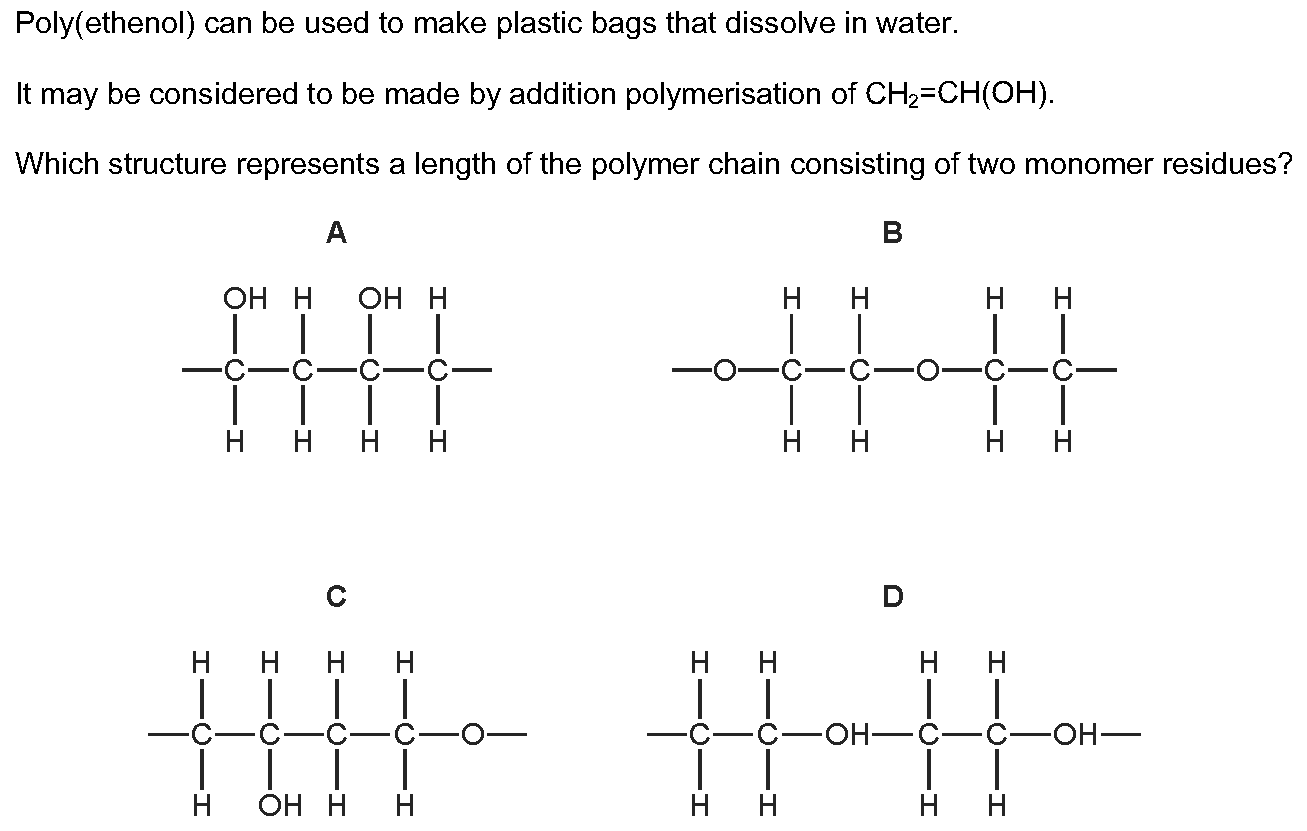 Poly(ethenol) can be used to make plastic bags that dissolve in water.
It may be considered to be made by addition polymerisation of CH₂=CH(OH).
Which structure represents a length of the polymer chain consisting of two monomer residues?
A
OH H OH H
C C C C
H H H H
B
H H H H
O C C O C C
H H H H
C
H H H H
C C C C O
H OH H H
D
H H H H
C C OH C C OH
H H H H